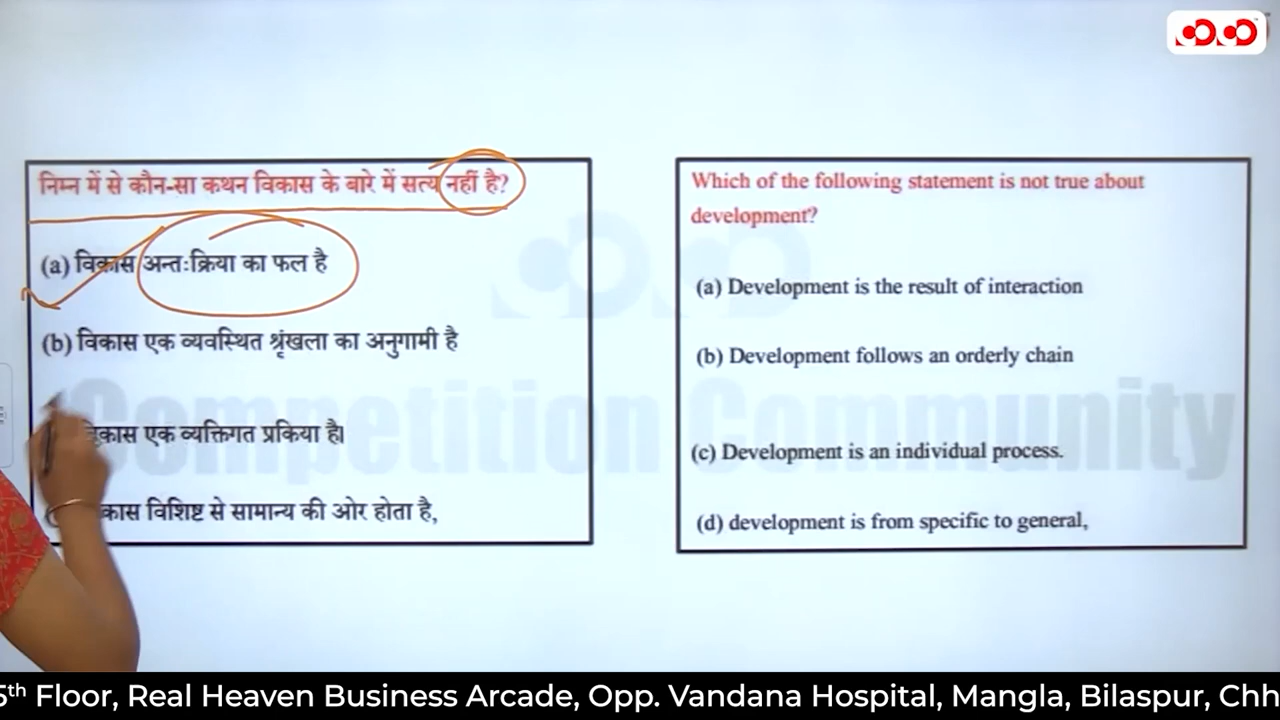 निम्न में से कौन-सा कथन विकास के बारे में सत्य नहीं है?
(a) विकास अन्तःक्रिया का फल है
(b) विकास एक व्यवस्थित श्रृंखला का अनुगामी है
विकास एक व्यक्तिगत प्रकिया है।
विशिष्ट से सामान्य की ओर होता है,
Which of the following statement is not true about
development?
(a) Development is the result of interaction
(b) Development follows an orderly chain
(c) Development is an individual process.
(d) development is from specific to general,
Competition Community
5th Floor, Real Heaven Business Arcade, Opp. Vandana Hospital, Mangla, Bilaspur, Chh